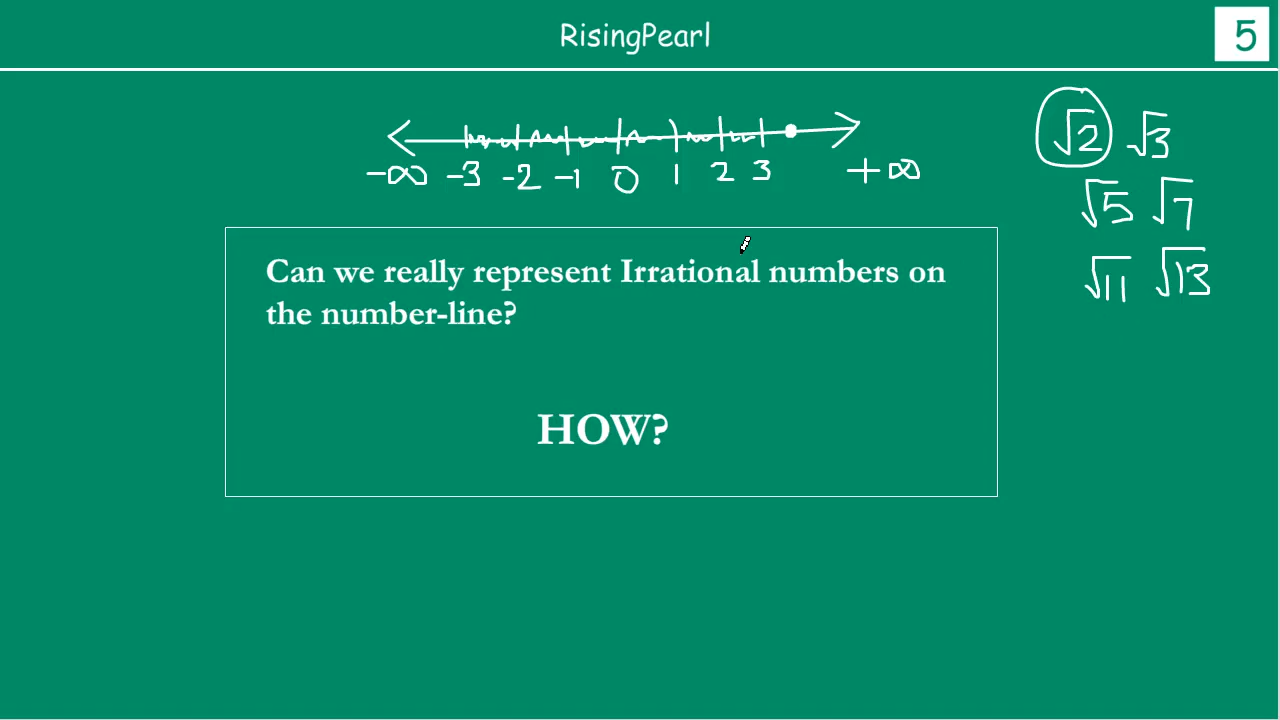 RisingPearl
5
-∞ -3 -2 -1 0 1 2 3 +∞
√2 √3
√5 √7
√11 √13
Can we really represent Irrational numbers on
the number-line?
HOW?